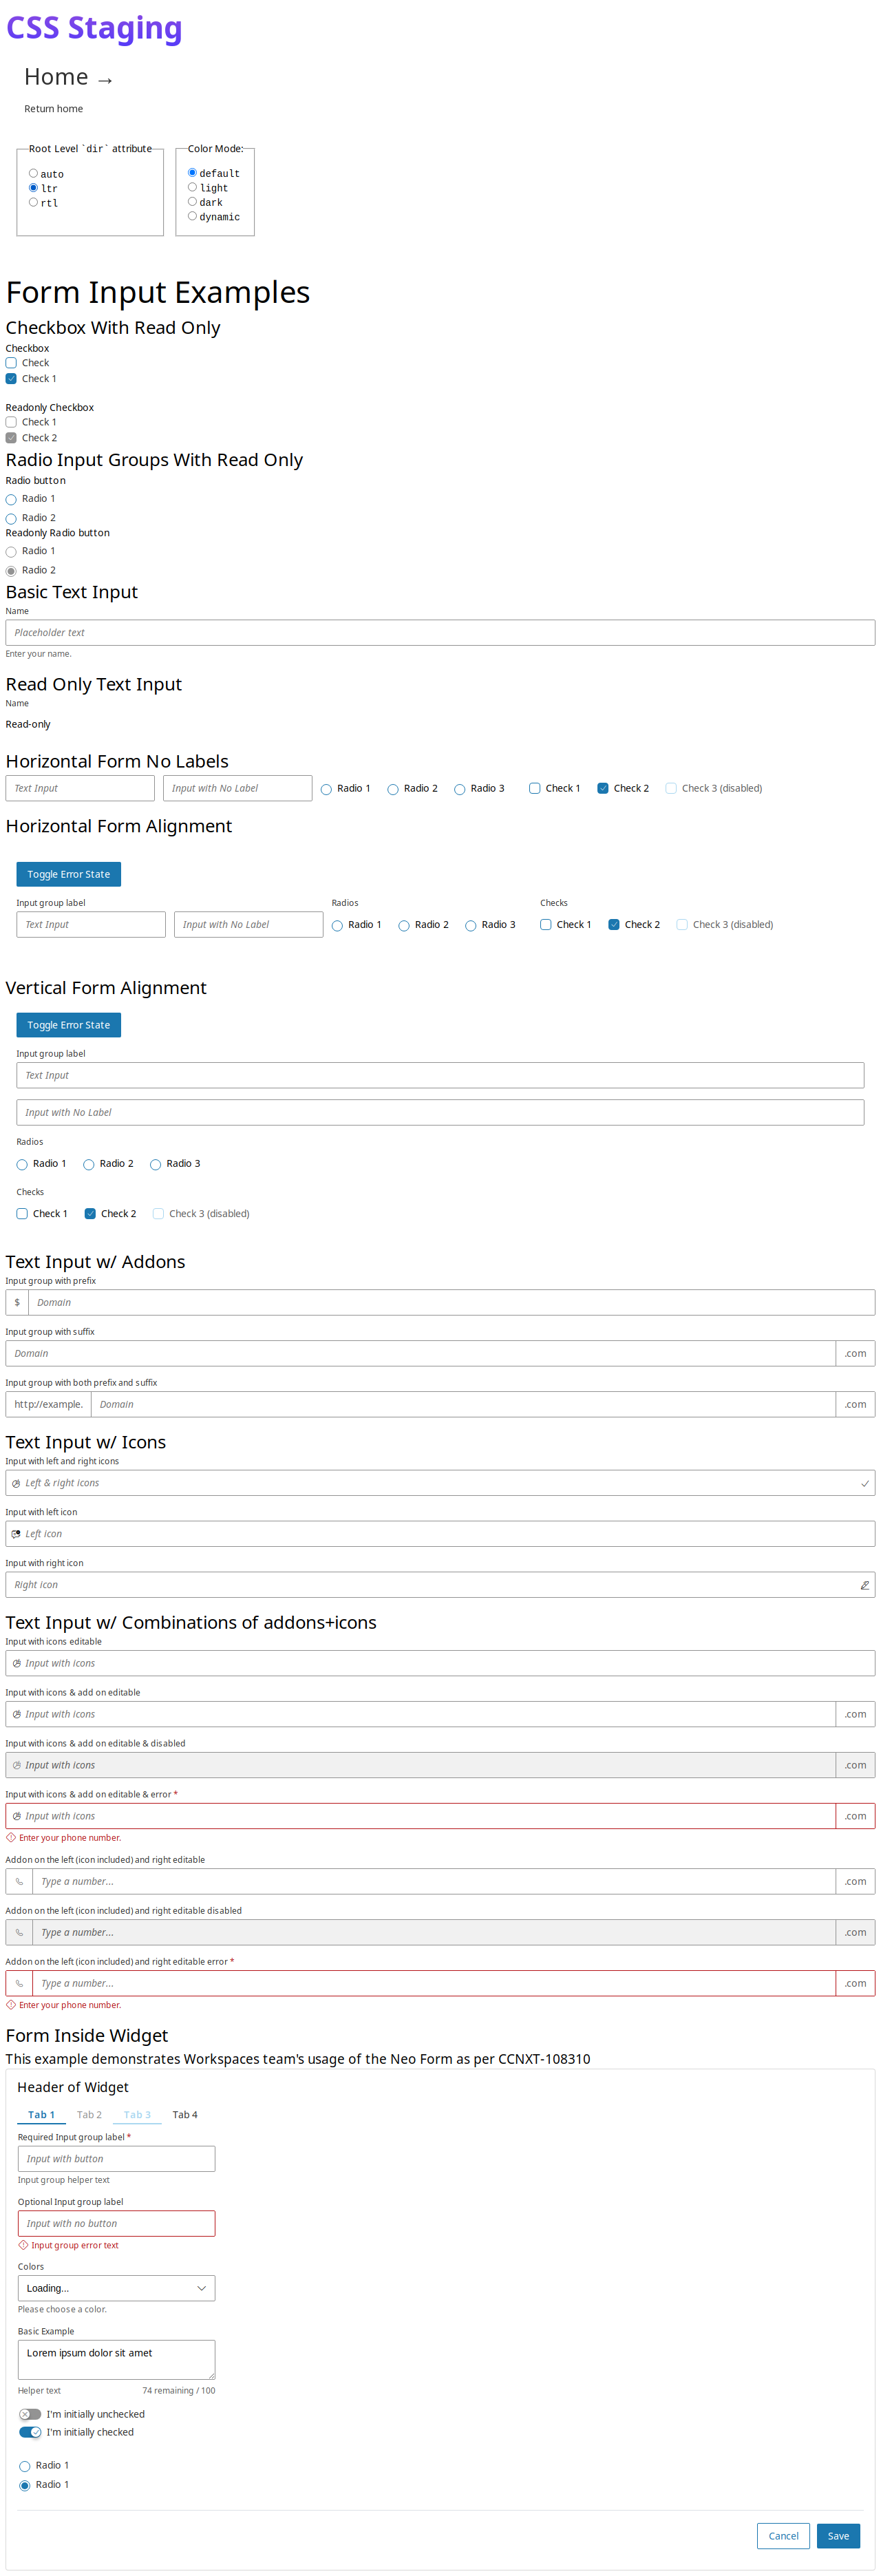 CSS Staging
Home →
Return home
Root Level `dir` attribute
auto
ltr
rtl
Color Mode:
default
light
dark
dynamic
Form Input Examples
Checkbox With Read Only
Checkbox
Check
Check 1
Readonly Checkbox
Check 1
Check 2
Radio Input Groups With Read Only
Radio button
Radio 1
Radio 2
Readonly Radio button
Radio 1
Radio 2
Basic Text Input
Name
Placeholder text
Enter your name.
Read Only Text Input
Name
Read-only
Horizontal Form No Labels
Text Input Input with No Label Radio 1 Radio 2 Radio 3 Check 1 Check 2 Check 3 (disabled)
Horizontal Form Alignment
Toggle Error State
Input group label Radios Checks
Text Input Input with No Label Radio 1 Radio 2 Radio 3 Check 1 Check 2 Check 3 (disabled)
Vertical Form Alignment
Toggle Error State
Input group label
Text Input
Input with No Label
Radios
Radio 1 Radio 2 Radio 3
Checks
Check 1 Check 2 Check 3 (disabled)
Text Input w/ Addons
Input group with prefix
$ Domain
Input group with suffix
Domain .com
Input group with both prefix and suffix
http://example. Domain .com
Text Input w/ Icons
Input with left and right icons
Left & right icons
Input with left icon
Left icon
Input with right icon
Right icon
Text Input w/ Combinations of addons+icons
Input with icons editable
Input with icons
Input with icons & add on editable
Input with icons .com
Input with icons & add on editable & disabled
Input with icons .com
Input with icons & add on editable & error *
Input with icons .com
Enter your phone number.
Addon on the left (icon included) and right editable
Type a number... .com
Addon on the left (icon included) and right editable disabled
Type a number... .com
Addon on the left (icon included) and right editable error *
Type a number... .com
Enter your phone number.
Form Inside Widget
This example demonstrates Workspaces team's usage of the Neo Form as per CCNXT-108310
Header of Widget
Tab 1 Tab 2 Tab 3 Tab 4
Required Input group label *
Input with button
Input group helper text
Optional Input group label
Input with no button
Input group error text
Colors
Loading...
Please choose a color.
Basic Example
Lorem ipsum dolor sit amet
Helper text 74 remaining / 100
I'm initially unchecked
I'm initially checked
Radio 1
Radio 1
Cancel Save